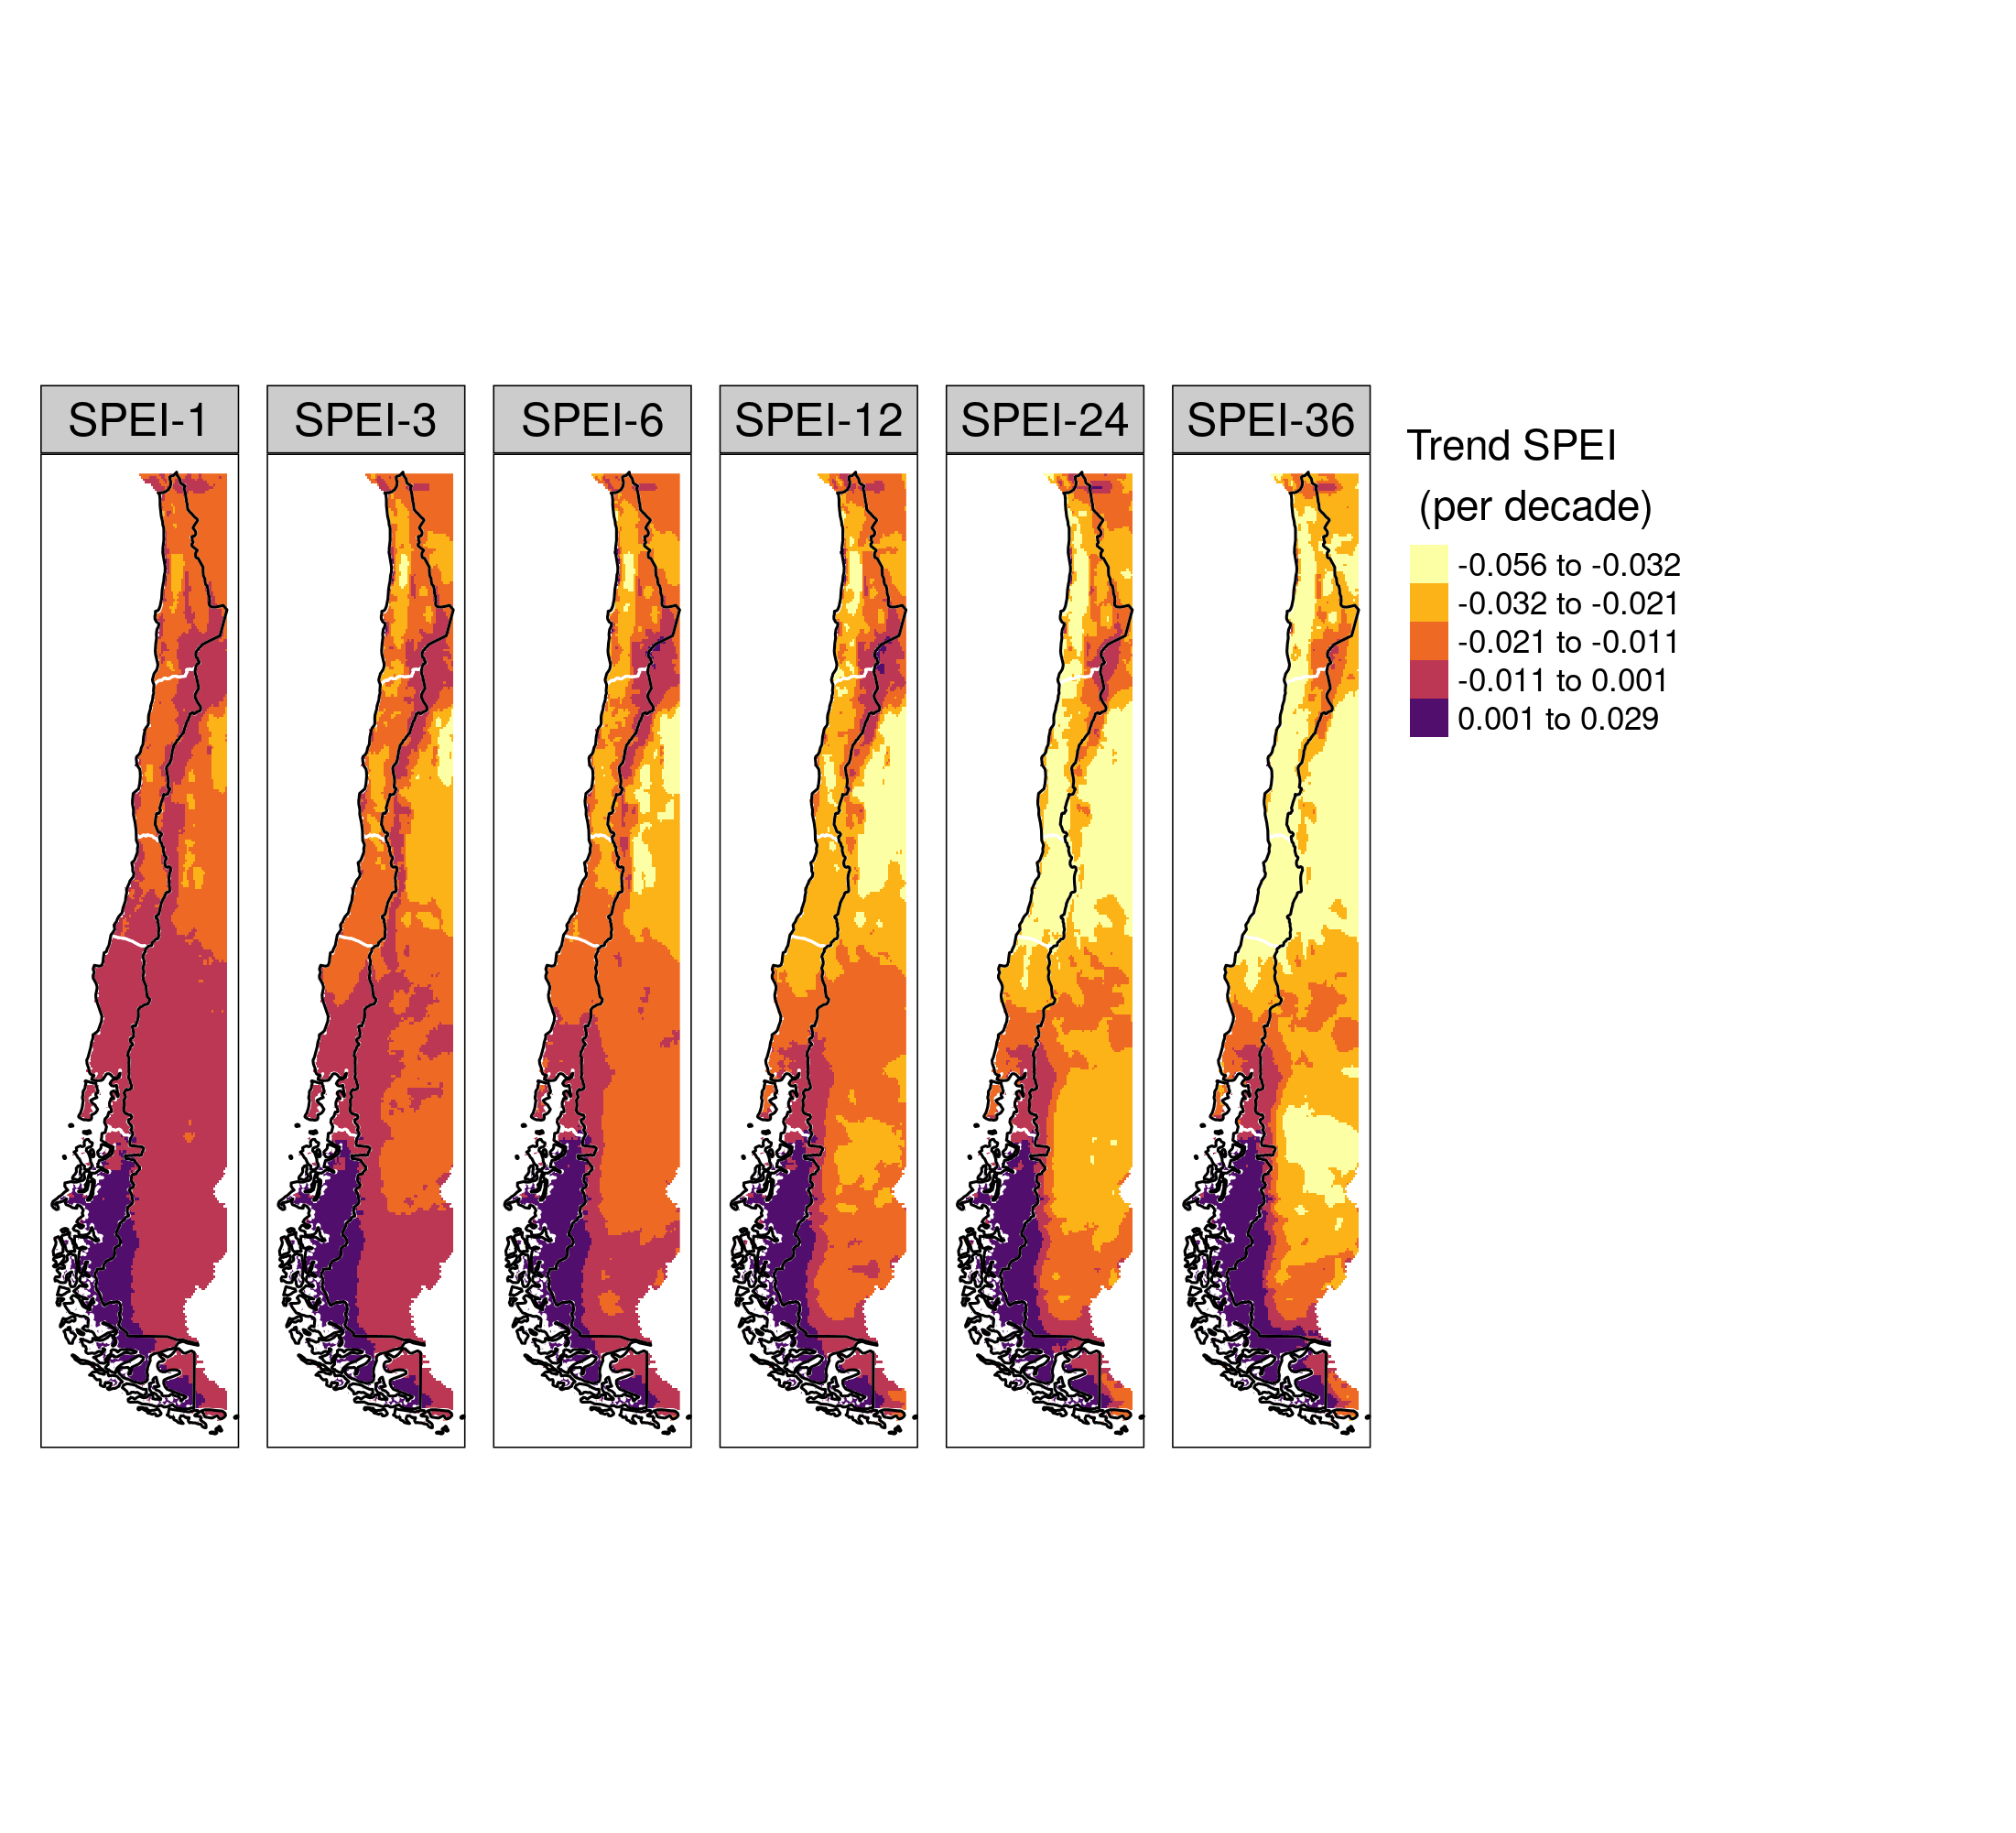 SPEI-1
SPEI-3
SPEI-6
SPEI-12
SPEI-24
SPEI-36
Trend SPEI
(per decade)
-0.056 to -0.032
-0.032 to -0.021
-0.021 to -0.011
-0.011 to 0.001
0.001 to 0.029